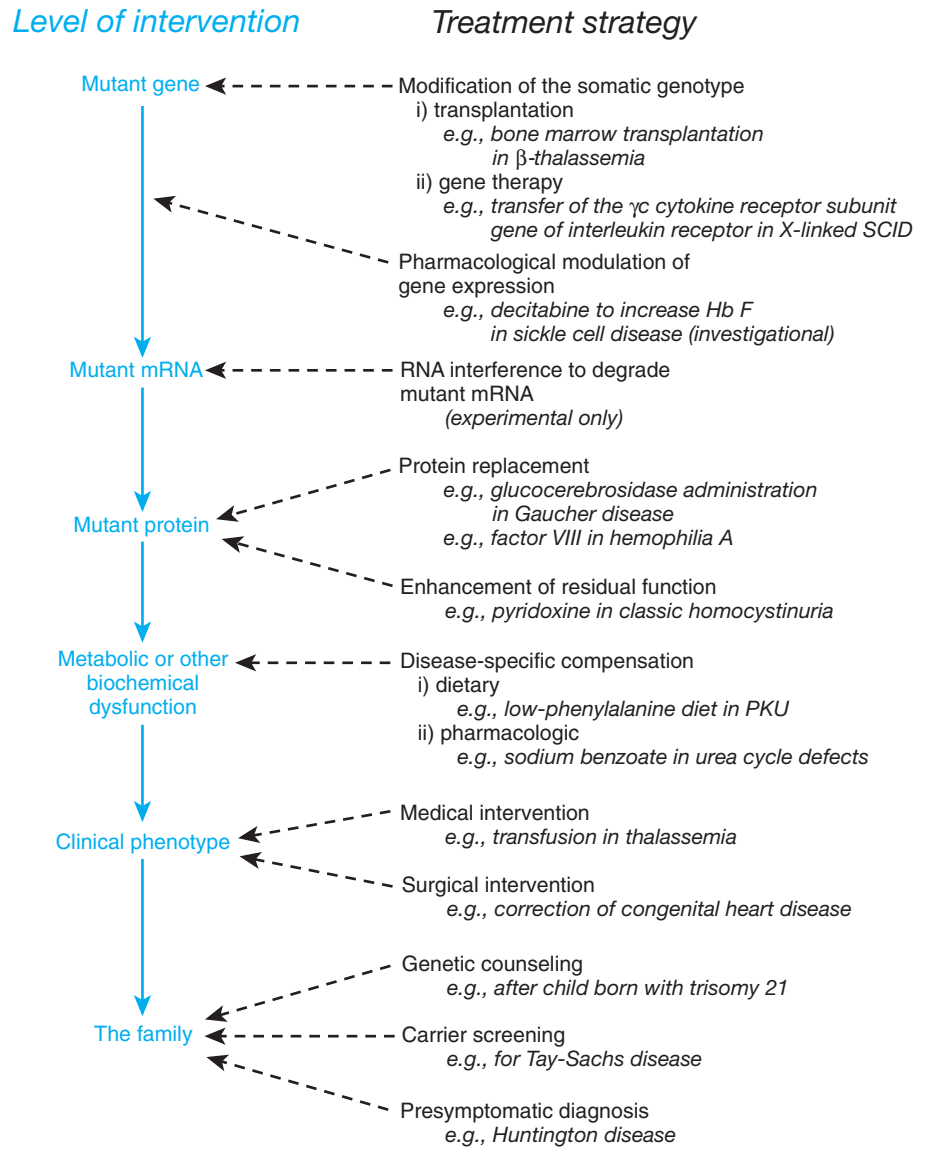 Level of intervention
Treatment strategy
Mutant gene
Modification of the somatic genotype
i) transplantation
e.g., bone marrow transplantation
in β-thalassemia
ii) gene therapy
e.g., transfer of the γc cytokine receptor subunit
gene of interleukin receptor in X-linked SCID
Pharmacological modulation of
gene expression
e.g., decitabine to increase Hb F
in sickle cell disease (investigational)
Mutant mRNA
RNA interference to degrade
mutant mRNA
(experimental only)
Protein replacement
e.g., glucocerebrosidase administration
in Gaucher disease
e.g., factor VIII in hemophilia A
Mutant protein
Enhancement of residual function
e.g., pyridoxine in classic homocystinuria
Metabolic or other
biochemical
dysfunction
Disease-specific compensation
i) dietary
e.g., low-phenylalanine diet in PKU
ii) pharmacologic
e.g., sodium benzoate in urea cycle defects
Medical intervention
e.g., transfusion in thalassemia
Clinical phenotype
Surgical intervention
e.g., correction of congenital heart disease
Genetic counseling
e.g., after child born with trisomy 21
The family
Carrier screening
e.g., for Tay-Sachs disease
Presymptomatic diagnosis
e.g., Huntington disease